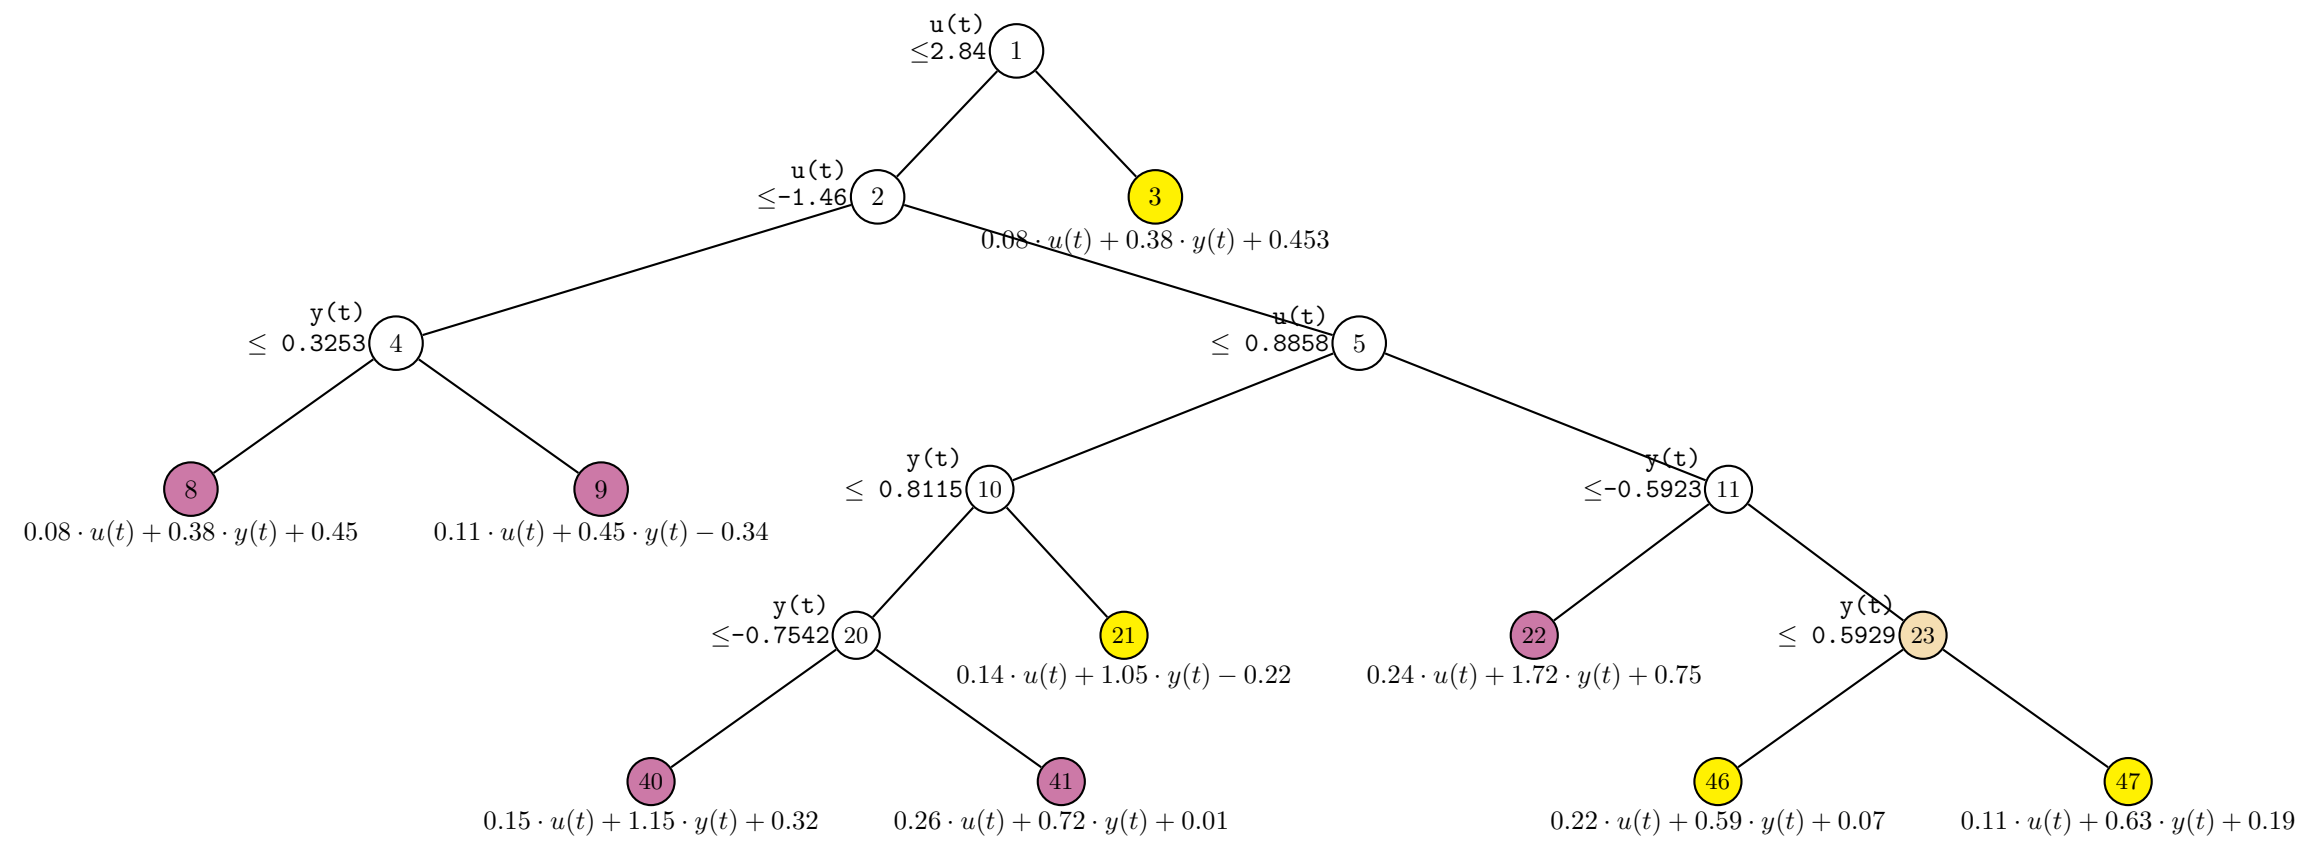 u(t)
≤2.84
1
u(t)
≤-1.46
2
3
0.08 · u(t) + 0.38 · y(t) + 0.453
y(t)
≤ 0.3253
4
u(t)
≤ 0.8858
5
8
0.08 · u(t) + 0.38 · y(t) + 0.45
9
0.11 · u(t) + 0.45 · y(t) − 0.34
y(t)
≤ 0.8115
10
y(t)
≤-0.5923
11
y(t)
≤-0.7542
20
21
0.14 · u(t) + 1.05 · y(t) − 0.22
22
0.24 · u(t) + 1.72 · y(t) + 0.75
y(t)
≤ 0.5929
23
40
0.15 · u(t) + 1.15 · y(t) + 0.32
41
0.26 · u(t) + 0.72 · y(t) + 0.01
46
0.22 · u(t) + 0.59 · y(t) + 0.07
47
0.11 · u(t) + 0.63 · y(t) + 0.19